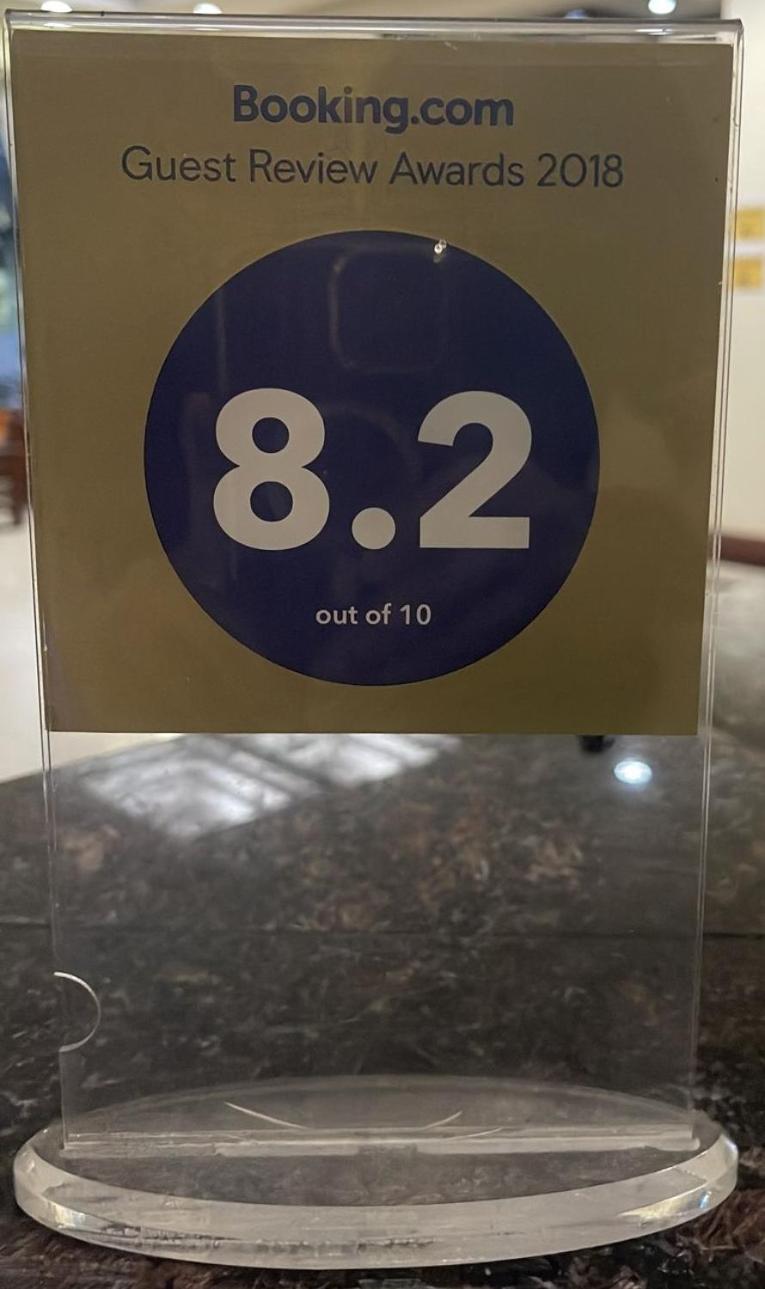 Booking.com
Guest Review Awards 2018
8.2
out of 10